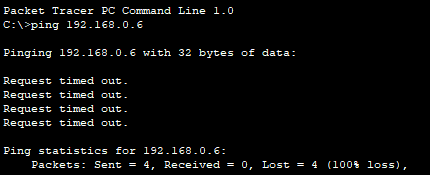 Packet Tracer PC Command Line 1.0
C:\>ping 192.168.0.6
Pinging 192.168.0.6 with 32 bytes of data:
Request timed out.
Request timed out.
Request timed out.
Request timed out.
Ping statistics for 192.168.0.6:
Packets: Sent = 4, Received = 0, Lost = 4 (100% loss),